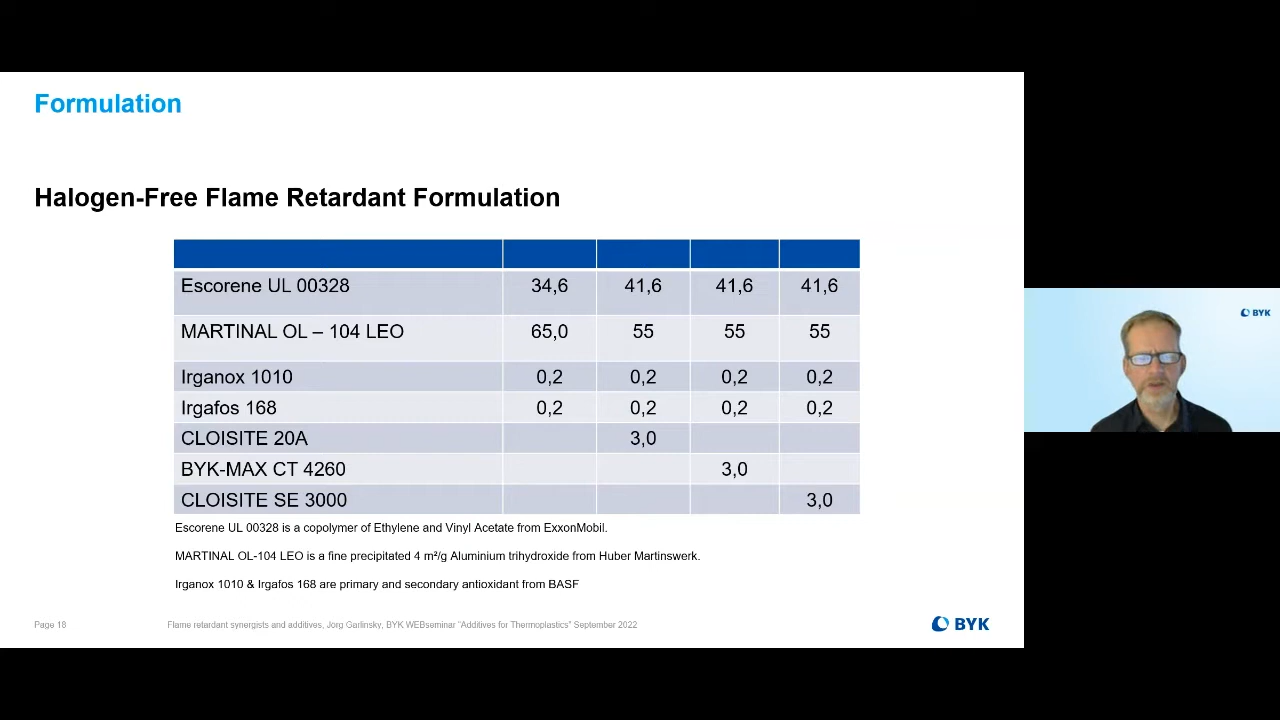 Formulation
Halogen-Free Flame Retardant Formulation
Escorene UL 00328 34,6 41,6 41,6 41,6
MARTINAL OL – 104 LEO 65,0 55 55 55
Irganox 1010 0,2 0,2 0,2 0,2
Irgafos 168 0,2 0,2 0,2 0,2
CLOISITE 20A 3,0
BYK-MAX CT 4260 3,0
CLOISITE SE 3000 3,0
Escorene UL 00328 is a copolymer of Ethylene and Vinyl Acetate from ExxonMobil.
MARTINAL OL-104 LEO is a fine precipitated 4 m²/g Aluminium trihydroxide from Huber Martinswerk.
Irganox 1010 & Irgafos 168 are primary and secondary antioxidant from BASF
Page 18 Flame retardant synergists and additives, Jorg Garlinsky, BYK WEBseminar "Additives for Thermoplastics" September 2022
BYK
BYK